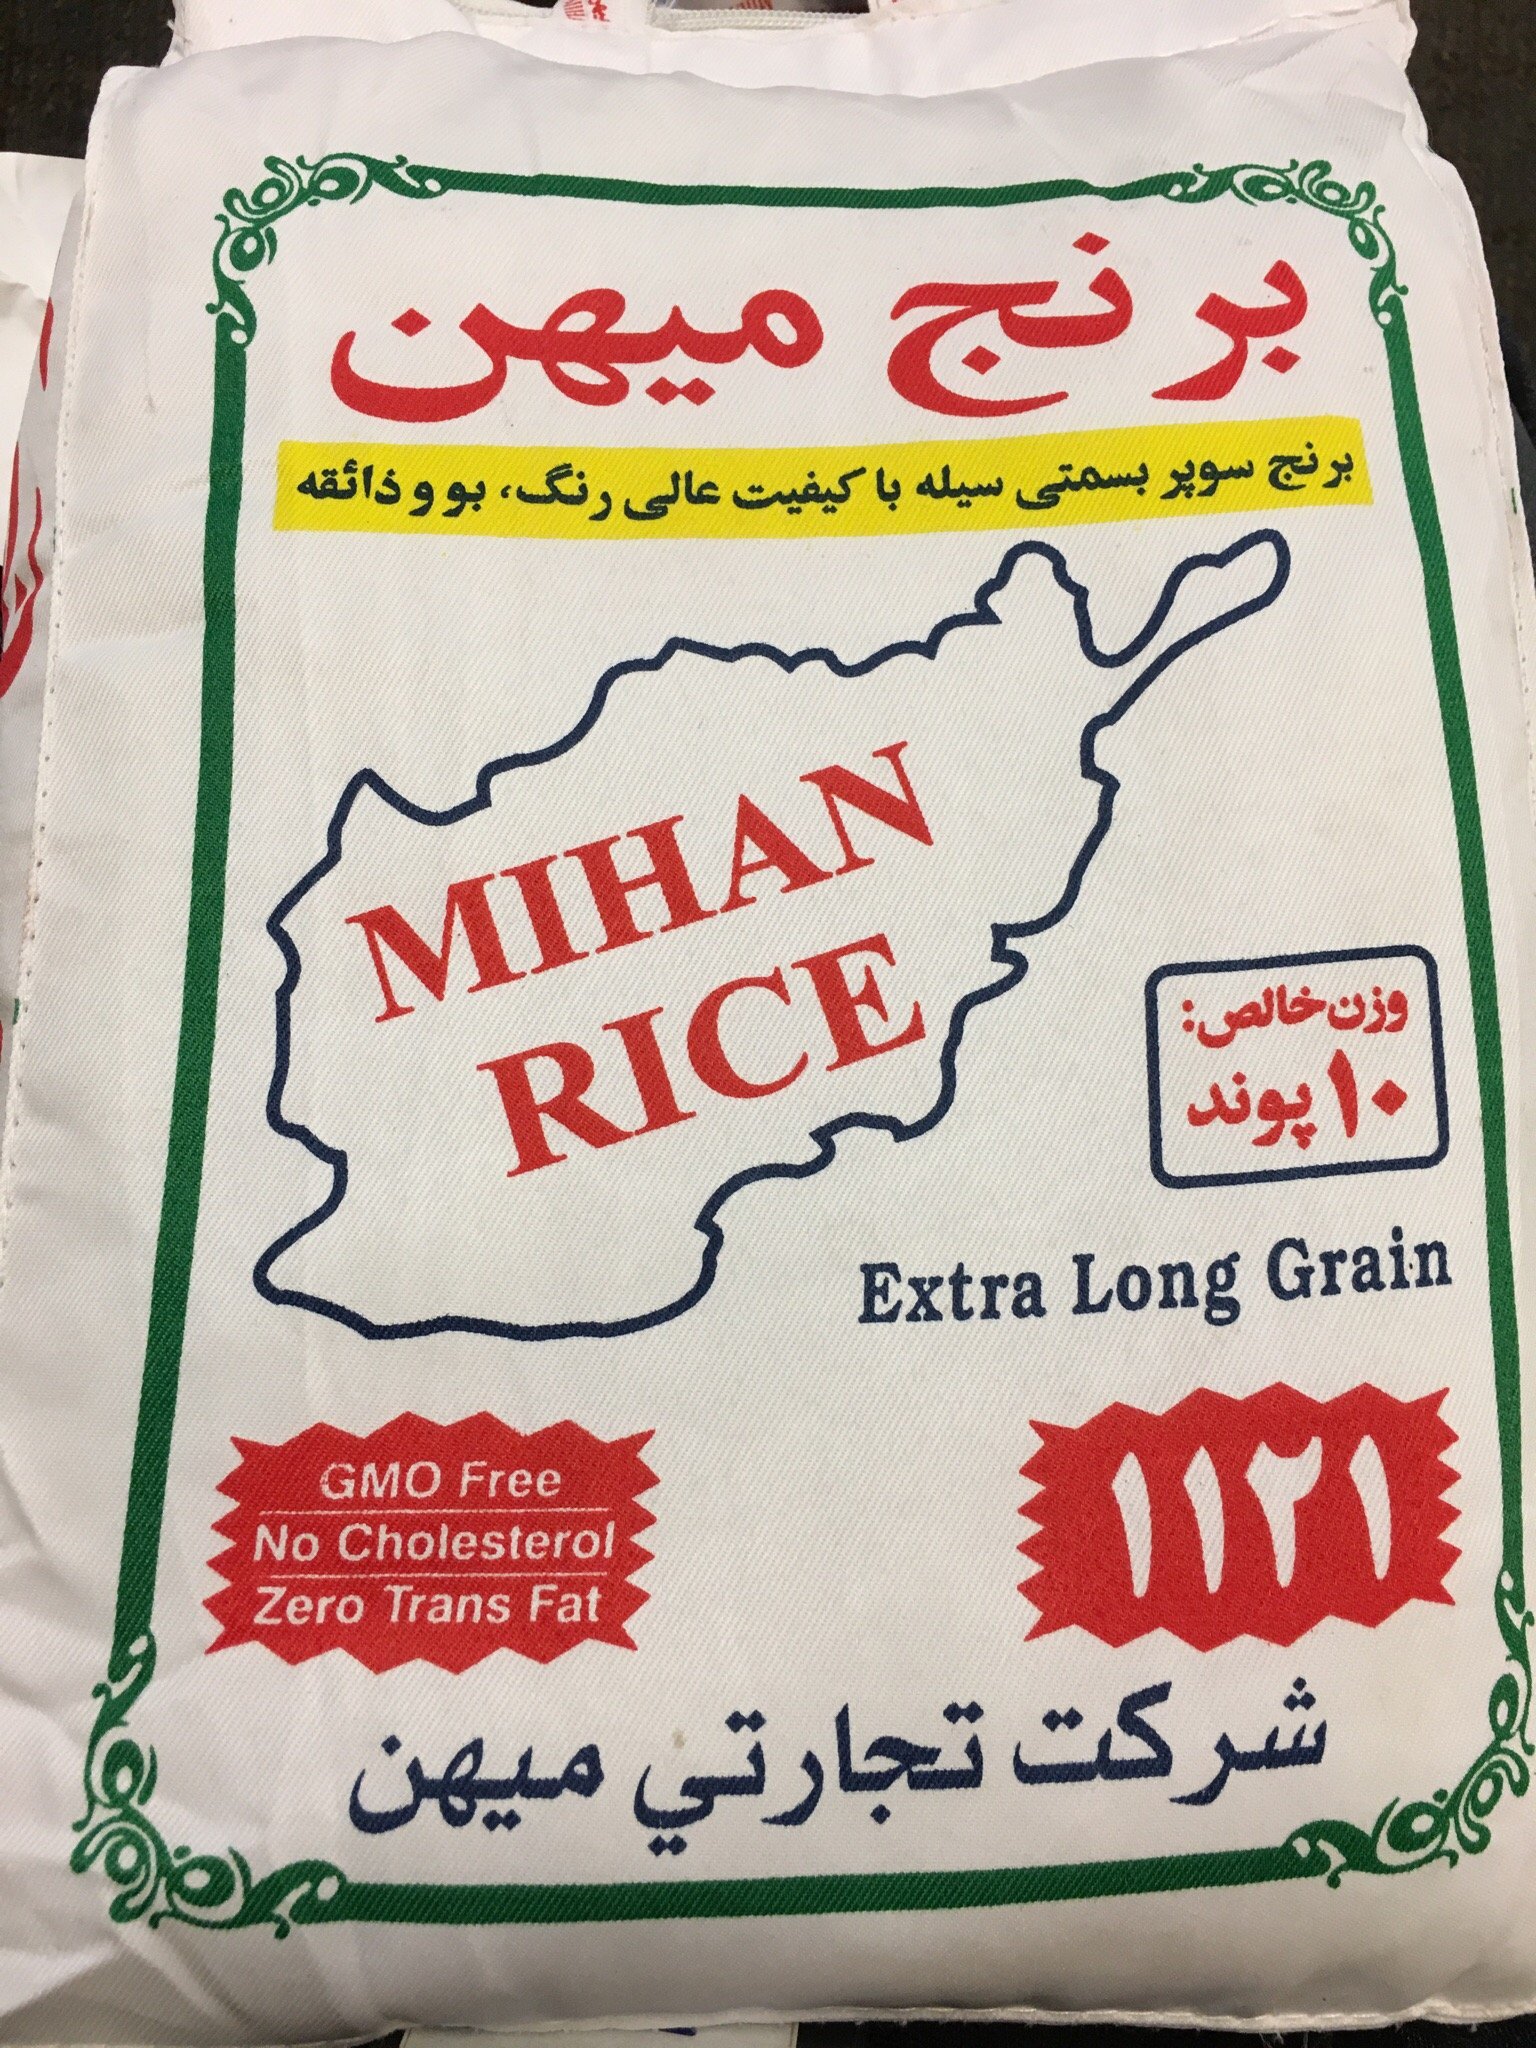 برنج میهن
برنج سوپر بسمتی سیله با کیفیت عالی رنگ، بو و ذائقه
MIHAN
RICE
وزن خالص:
۱۰ پوند
Extra Long Grain
GMO Free
No Cholesterol
Zero Trans Fat
۱۱۲۱
شرکت تجارتي میهن